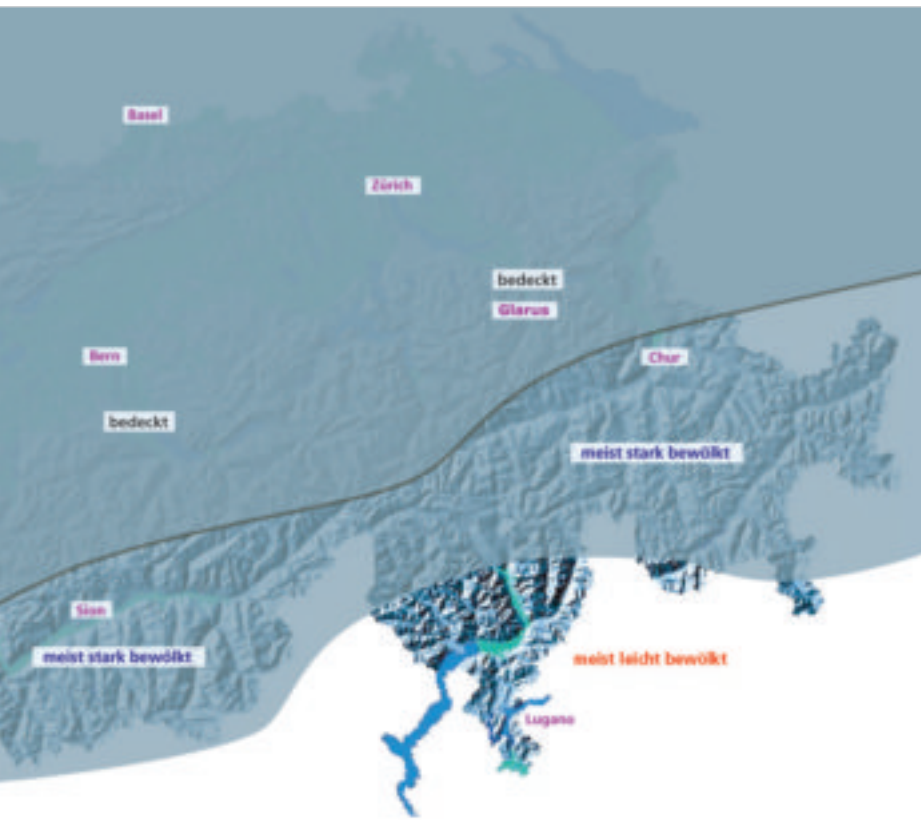 Basel
Zürich
bedeckt
Glarus
Bern
Chur
bedeckt
meist stark bewölkt
Sion
meist stark bewölkt
meist leicht bewölkt
Lugano